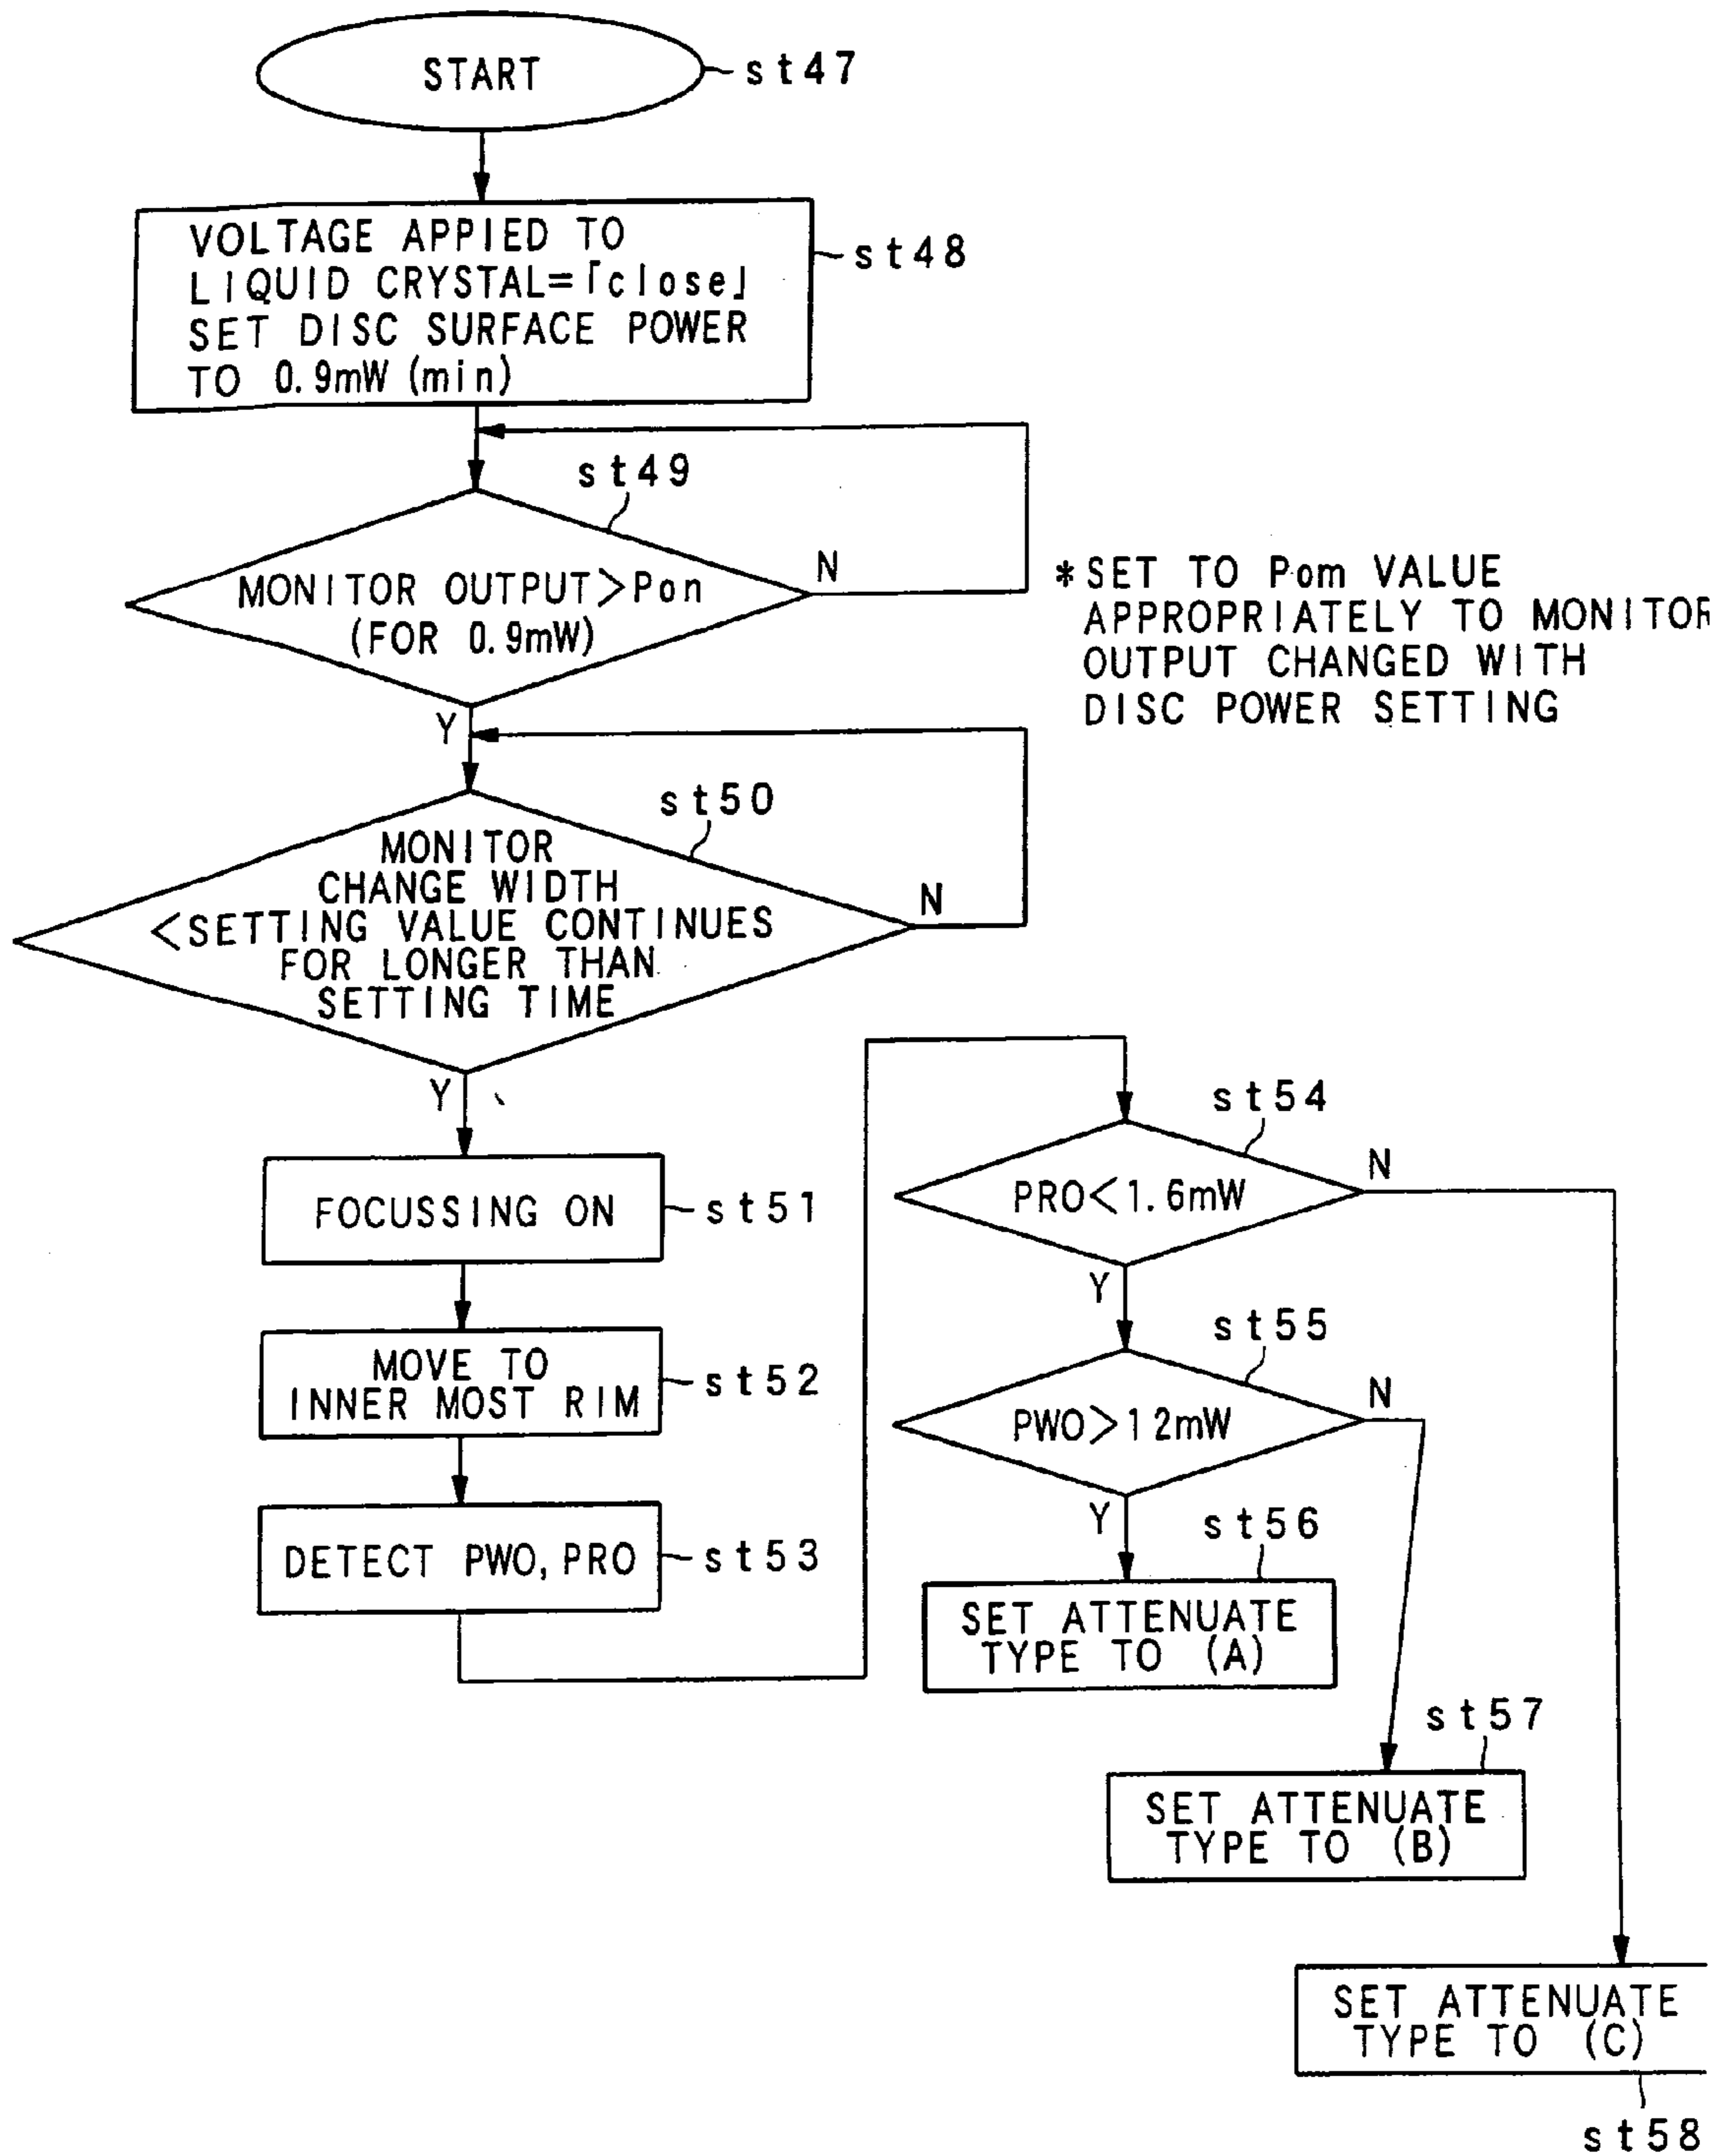 START
st47
VOLTAGE APPIED TO
LIQUID CRYSTAL=「close」
SET DISC SURFACE POWER
TO 0.9mW (min)
st48
st49
MONITOR OUTPUT>Pon
(FOR 0.9mW)
N
Y
*SET TO Pom VALUE
APPROPRIATELY TO MONITOR
OUTPUT CHANGED WITH
DISC POWER SETTING
st50
MONITOR
CHANGE WIDTH
<SETTING VALUE CONTINUES
FOR LONGER THAN
SETTING TIME
N
Y
FOCUSSING ON
st51
MOVE TO
INNER MOST RIM
st52
DETECT PWO, PRO
st53
st54
PRO<1.6mW
N
Y
st55
PWO>12mW
N
Y
st56
SET ATTENUATE
TYPE TO (A)
st57
SET ATTENUATE
TYPE TO (B)
SET ATTENUATE
TYPE TO (C)
st58